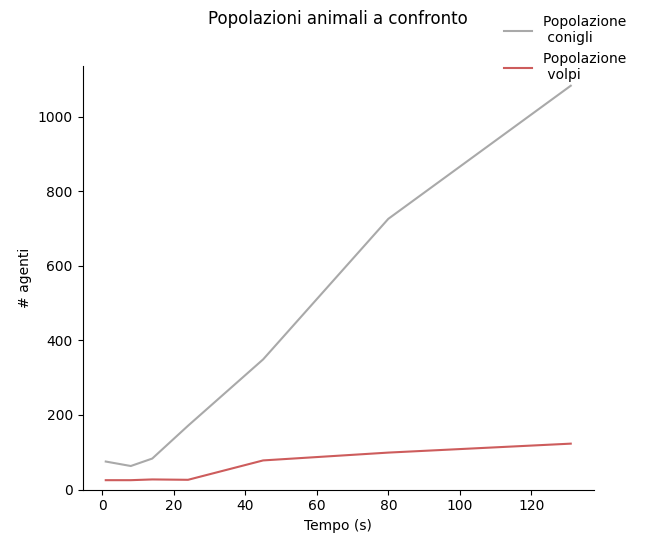 Popolazioni animali a confronto
Popolazione
conigli
Popolazione
volpi
1000
800
600
400
200
0
# agenti
0 20 40 60 80 100 120
Tempo (s)